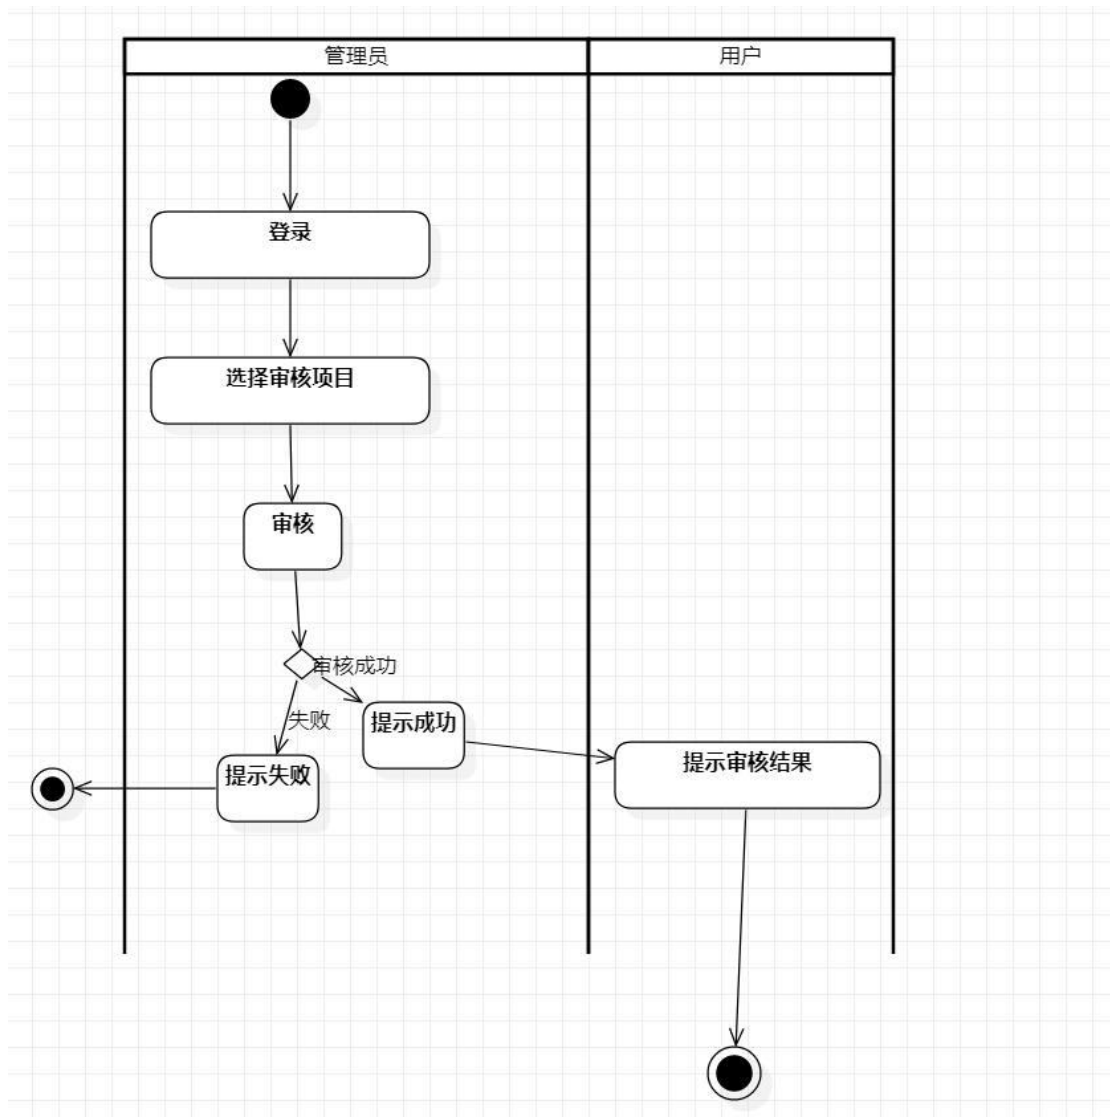 管理员
用户
登录
选择审核项目
审核
审核成功
失败
提示成功
提示失败
提示审核结果